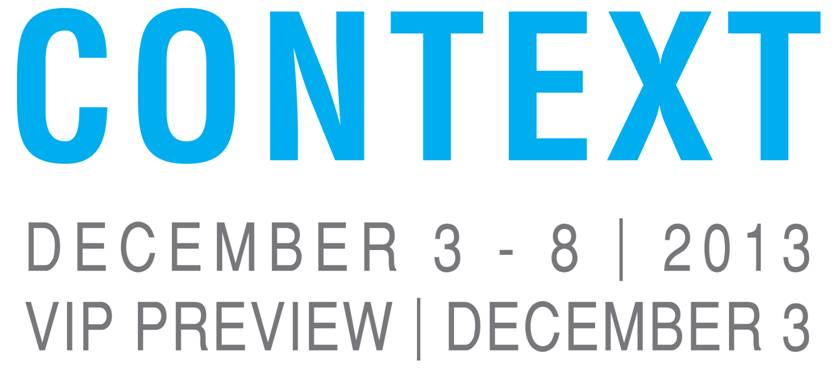 CONTEXT
DECEMBER 3 - 8 | 2013
VIP PREVIEW | DECEMBER 3